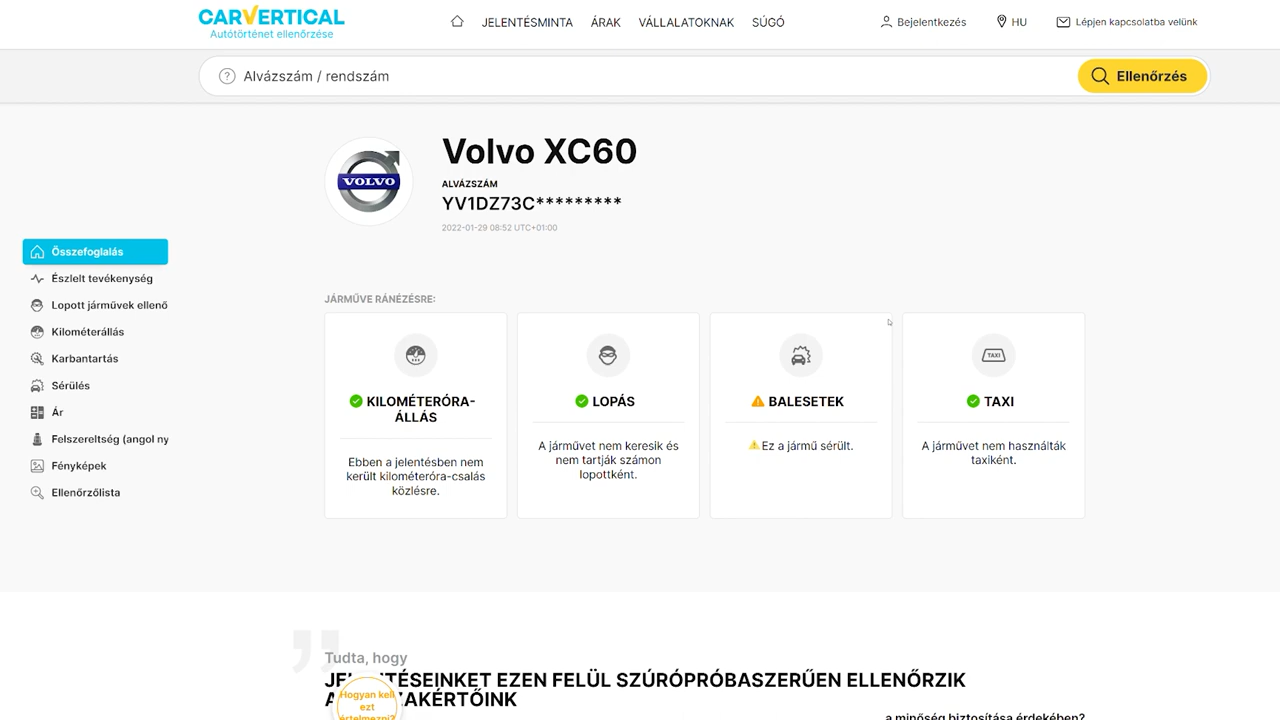 CARVERTICAL
Autótörténet ellenőrzése
JELENTÉSMINTA
ÁRAK
VÁLLALATOKNAK
SÚGÓ
Bejelentkezés
HU
Lépjen kapcsolatba velünk
? Alvázszám / rendszám
Ellenőrzés
VOLVO
Volvo XC60
ALVÁZSZÁM
YV1DZ73C*********
2022-01-29 08:52 UTC+01:00
Összefoglalás
Észlelt tevékenység
Lopott járművek ellenő
Kilométerállás
Karbantartás
Sérülés
Ár
Felszereltség (angol ny
Fényképek
Ellenőrzőlista
JÁRMŰVE RÁNÉZÉSRE:
KILOMÉTERÓRA-
ÁLLÁS
Ebben a jelentésben nem
került kilométeróra-csalás
közlésre.
LOPÁS
A járművet nem keresik és
nem tartják számon
lopottként.
BALESETEK
Ez a jármű sérült.
TAXI
TAXI
A járművet nem használták
taxiként.
Tudta, hogy
EZEN FELÜL SZÚRÓPRÓBASZERŰEN ELLENŐRZIK
Hogyan kell
ezt
értelmezni?
a minőség biztosítása érdekében?